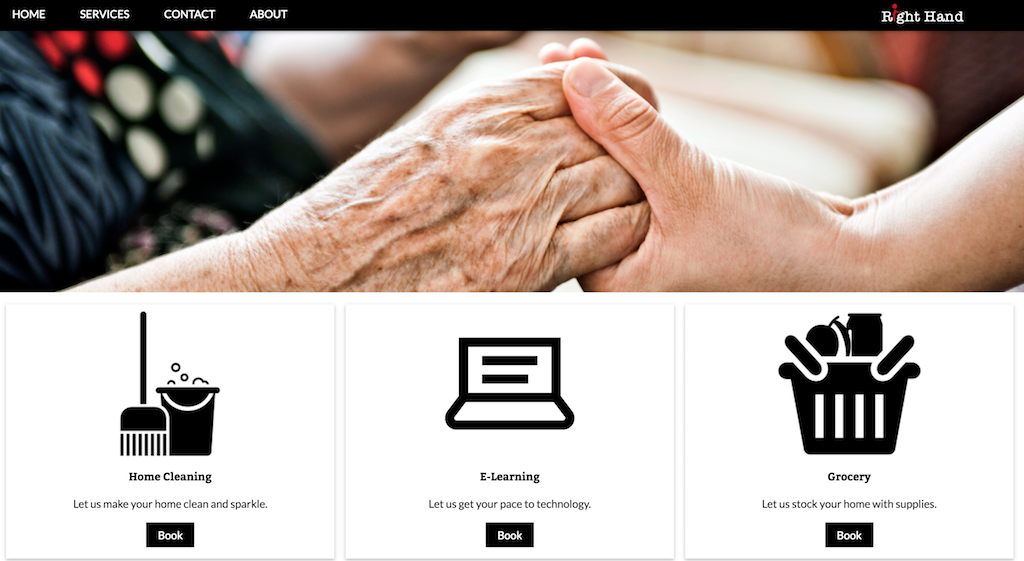 HOME SERVICES CONTACT ABOUT Right Hand
Home Cleaning
Let us make your home clean and sparkle.
Book
E-Learning
Let us get your pace to technology.
Book
Grocery
Let us stock your home with supplies.
Book